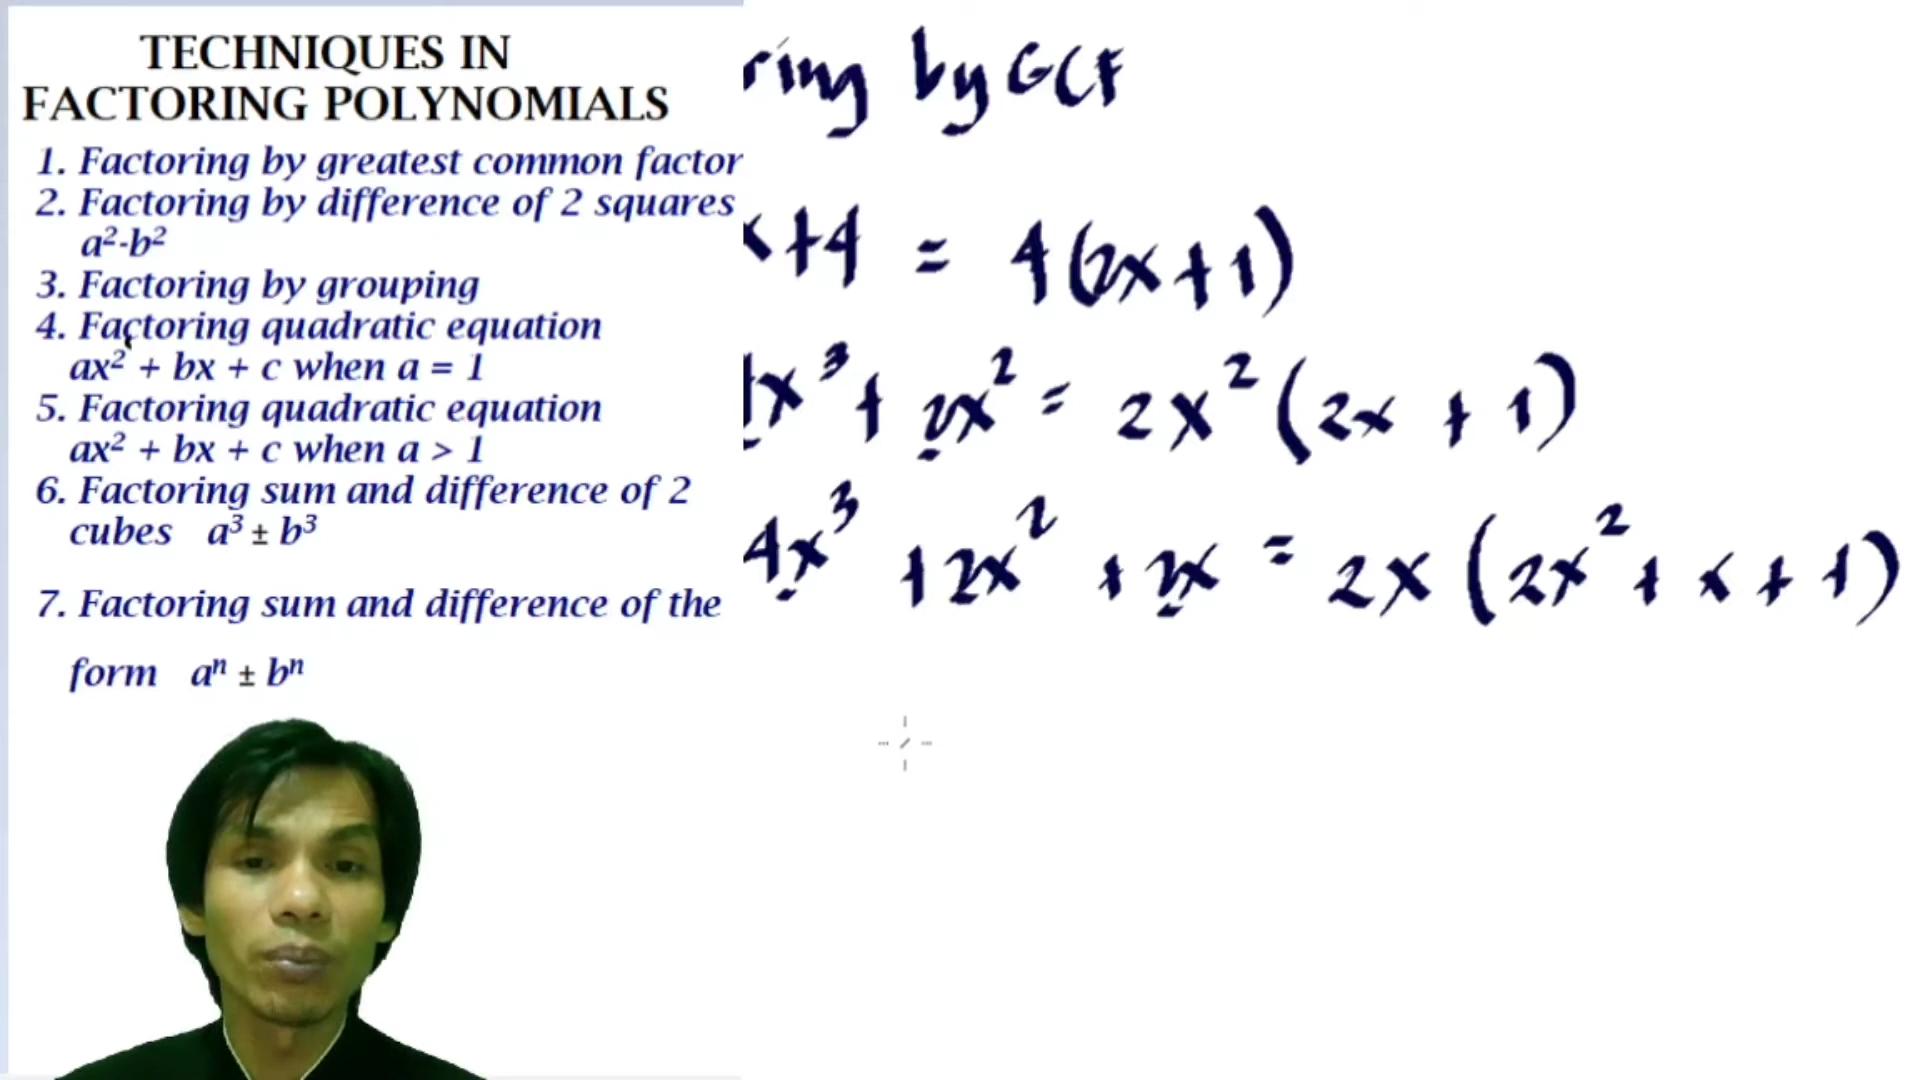 TECHNIQUES IN
FACTORING POLYNOMIALS
1. Factoring by greatest common factor
2. Factoring by difference of 2 squares
a²-b²
3. Factoring by grouping
4. Factoring quadratic equation
ax² + bx + c when a = 1
5. Factoring quadratic equation
ax² + bx + c when a > 1
6. Factoring sum and difference of 2
cubes a³ ± b³
7. Factoring sum and difference of the
form aⁿ ± bⁿ
ring by GCF
x+4 = 4(2x+1)
x³ + 2x² = 2x² (2x + 1)
4x³ +2x² +2x = 2x (2x² + x + 1)